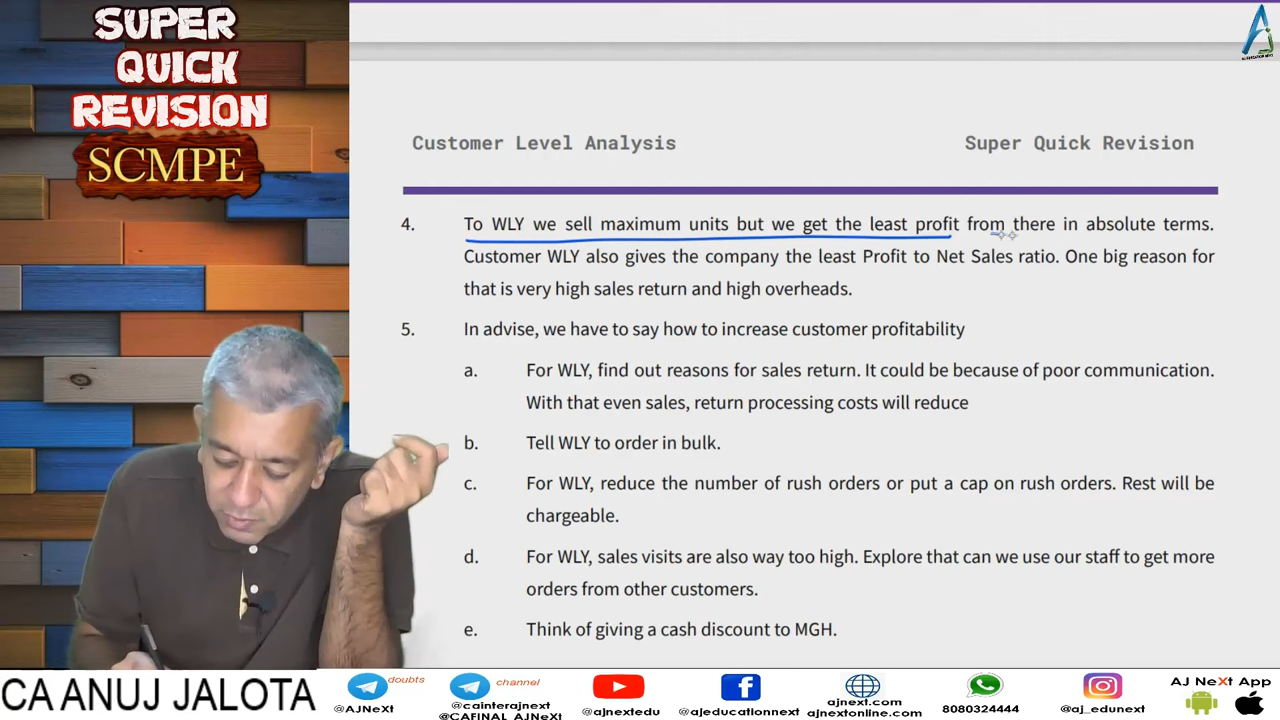 SUPER
QUICK
REVISION
SCMPE
Customer Level Analysis
Super Quick Revision
4. To WLY we sell maximum units but we get the least profit from there in absolute terms.
Customer WLY also gives the company the least Profit to Net Sales ratio. One big reason for
that is very high sales return and high overheads.
5. In advise, we have to say how to increase customer profitability
a. For WLY, find out reasons for sales return. It could be because of poor communication.
With that even sales, return processing costs will reduce
b. Tell WLY to order in bulk.
c. For WLY, reduce the number of rush orders or put a cap on rush orders. Rest will be
chargeable.
d. For WLY, sales visits are also way too high. Explore that can we use our staff to get more
orders from other customers.
e. Think of giving a cash discount to MGH.
CA ANUJ JALOTA
doubts
@AJNeXt
channel
@cainterajnext
@CAFINAL_AJNeXt
@ajnextedu
@ajeducationnext
ajnext.com
ajnextonline.com
8080324444
@aj_edunext
AJ NeXt App